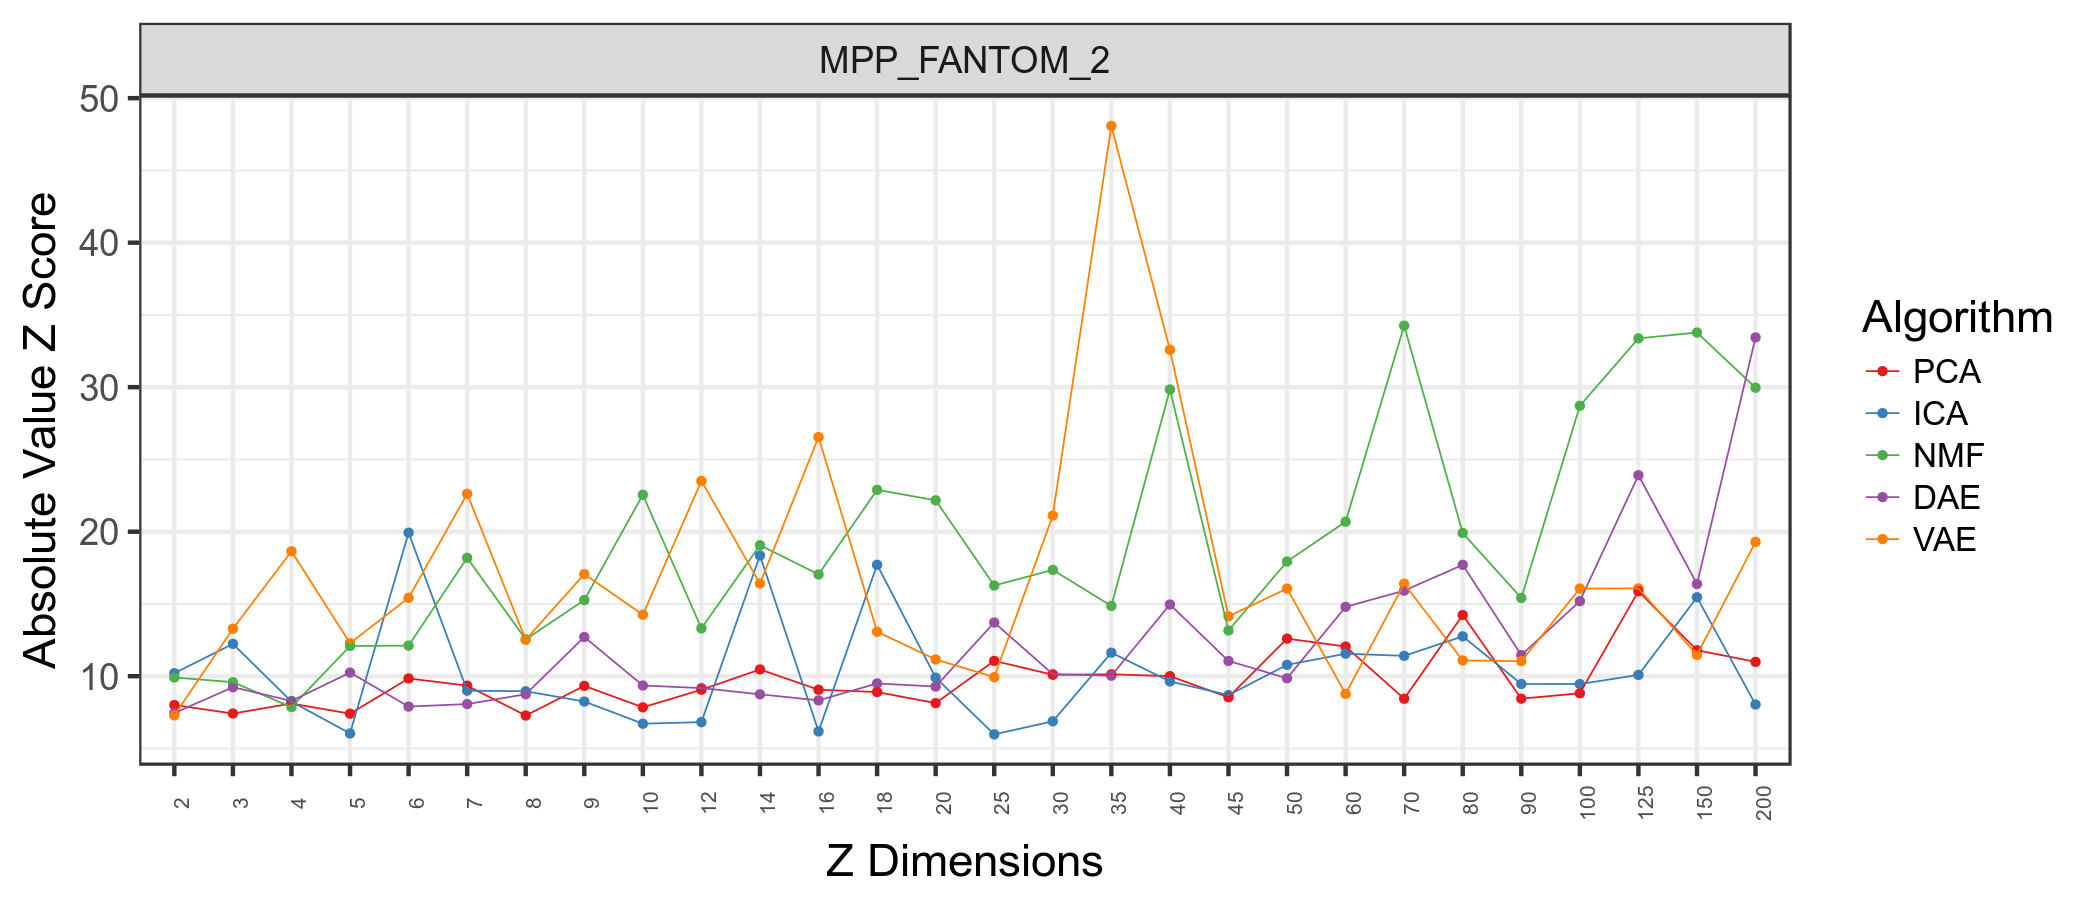 MPP_FANTOM_2
Absolute Value Z Score
50
40
30
20
10
2 3 4 5 6 7 8 9 10 12 14 16 18 20 25 30 35 40 45 50 60 70 80 90 100 125 150 200
Z Dimensions
Algorithm
PCA
ICA
NMF
DAE
VAE